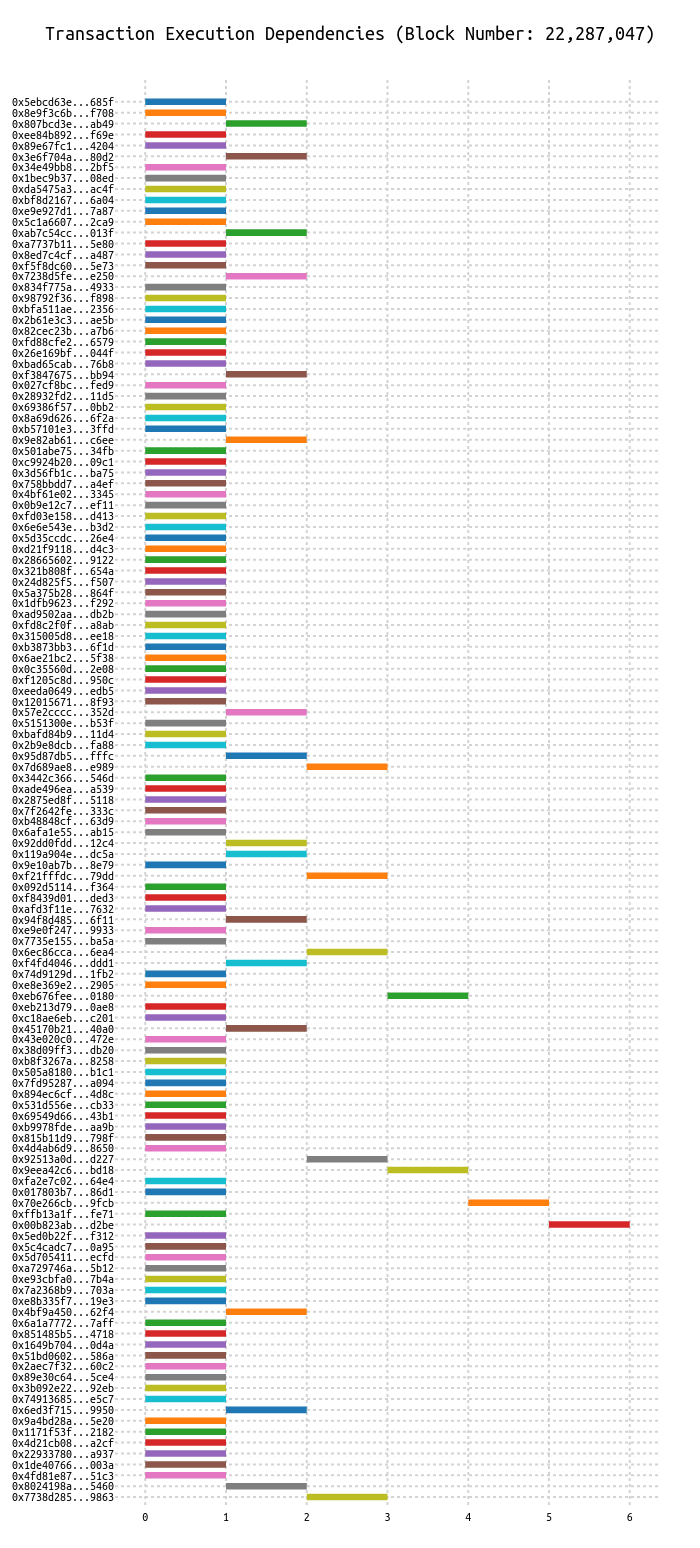 Transaction Execution Dependencies (Block Number: 22,287,047)
0x5ebcd63e...685f
0x8e9f3c6b...f708
0x807bcd3e...ab49
0xee84b892...f69e
0x89e67fc1...4204
0x3e6f704a...80d2
0x34e49bb8...2bf5
0x1bec9b37...08ed
0xda5475a3...ac4f
0xbf8d2167...6a04
0xe9e927d1...7a87
0x5c1a6607...2ca9
0xab7c54cc...013f
0xa7737b11...5e80
0x8ed7c4cf...a487
0xf5f8dc60...5e73
0x7238d5fe...e250
0x834f775a...4933
0x98792f36...f898
0xbfa511ae...2356
0x2b61e3c3...ae5b
0x82cec23b...a7b6
0xfd88cfe2...6579
0x26e169bf...044f
0xbad65cab...76b8
0xf3847675...bb94
0x027cf8bc...fed9
0x28932fd2...11d5
0x69386f57...0bb2
0x8a69d626...6f2a
0xb57101e3...3ffd
0x9e82ab61...c6ee
0x501abe75...34fb
0xc9924b20...09c1
0x3d56fb1c...ba75
0x758bbdd7...a4ef
0x4bf61e02...3345
0x0b9e12c7...ef11
0xfd03e158...d413
0x6e6e543e...b3d2
0x5d35ccdc...26e4
0xd21f9118...d4c3
0x28665602...9122
0x321b808f...654a
0x24d825f5...f507
0x5a375b28...864f
0x1dfb9623...f292
0xad9502aa...db2b
0xfd8c2f0f...a8ab
0x315005d8...ee18
0xb3873bb3...6f1d
0x6ae21bc2...5f38
0x0c35560d...2e08
0xf1205c8d...950c
0xeeda0649...edb5
0x12015671...8f93
0x57e2cccc...352d
0x5151300e...b53f
0xbafd84b9...11d4
0x2b9e8dcb...fa88
0x95d87db5...fffc
0x7d689ae8...e989
0x3442c366...546d
0xade496ea...a539
0x2875ed8f...5118
0x7f2642fe...333c
0xb48848cf...63d9
0x6afa1e55...ab15
0x92dd0fdd...12c4
0x119a904e...dc5a
0x9e10ab7b...8e79
0xf21fffdc...79dd
0x092d5114...f364
0xf8439d01...ded3
0xafd3f11e...7632
0x94f8d485...6f11
0xe9e0f247...9933
0x7735e155...ba5a
0x6ec86cca...6ea4
0xf4fd4046...ddd1
0x74d9129d...1fb2
0xe8e369e2...2905
0xeb676fee...0180
0xeb213d79...0ae8
0xc18ae6eb...c201
0x45170b21...40a0
0x43e020c0...472e
0x38d09ff3...db20
0xb8f3267a...8258
0x505a8180...b1c1
0x7fd95287...a094
0x894ec6cf...4d8c
0x531d556e...cb33
0x69549d66...43b1
0xb9978fde...aa9b
0x815b11d9...798f
0x4d4ab6d9...8650
0x92513a0d...d227
0x9eea42c6...bd18
0xfa2e7c02...64e4
0x017803b7...86d1
0x70e266cb...9fcb
0xffb13a1f...fe71
0x00b823ab...d2be
0x5ed0b22f...f312
0x5c4cadc7...0a95
0x5d705411...ecfd
0xa729746a...5b12
0xe93cbfa0...7b4a
0x7a2368b9...703a
0xe8b335f7...19e3
0x4bf9a450...62f4
0x6a1a7772...7aff
0x851485b5...4718
0x1649b704...0d4a
0x51bd0602...586a
0x2aec7f32...60c2
0x89e30c64...5ce4
0x3b092e22...92eb
0x74913685...e5c7
0x6ed3f715...9950
0x9a4bd28a...5e20
0x1171f53f...2182
0x4d21cb08...a2cf
0x22933780...a937
0x1de40766...003a
0x4fd81e87...51c3
0x8024198a...5460
0x7738d285...9863
0 1 2 3 4 5 6